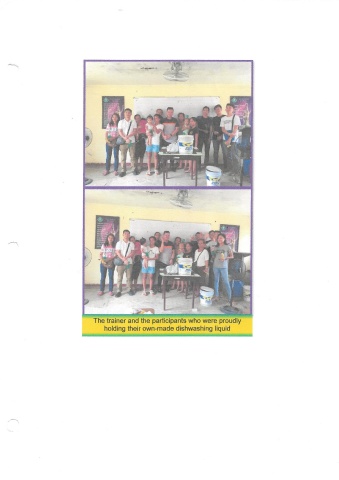 The trainer and the participants who were proudly
holding their own-made dishwashing liquid